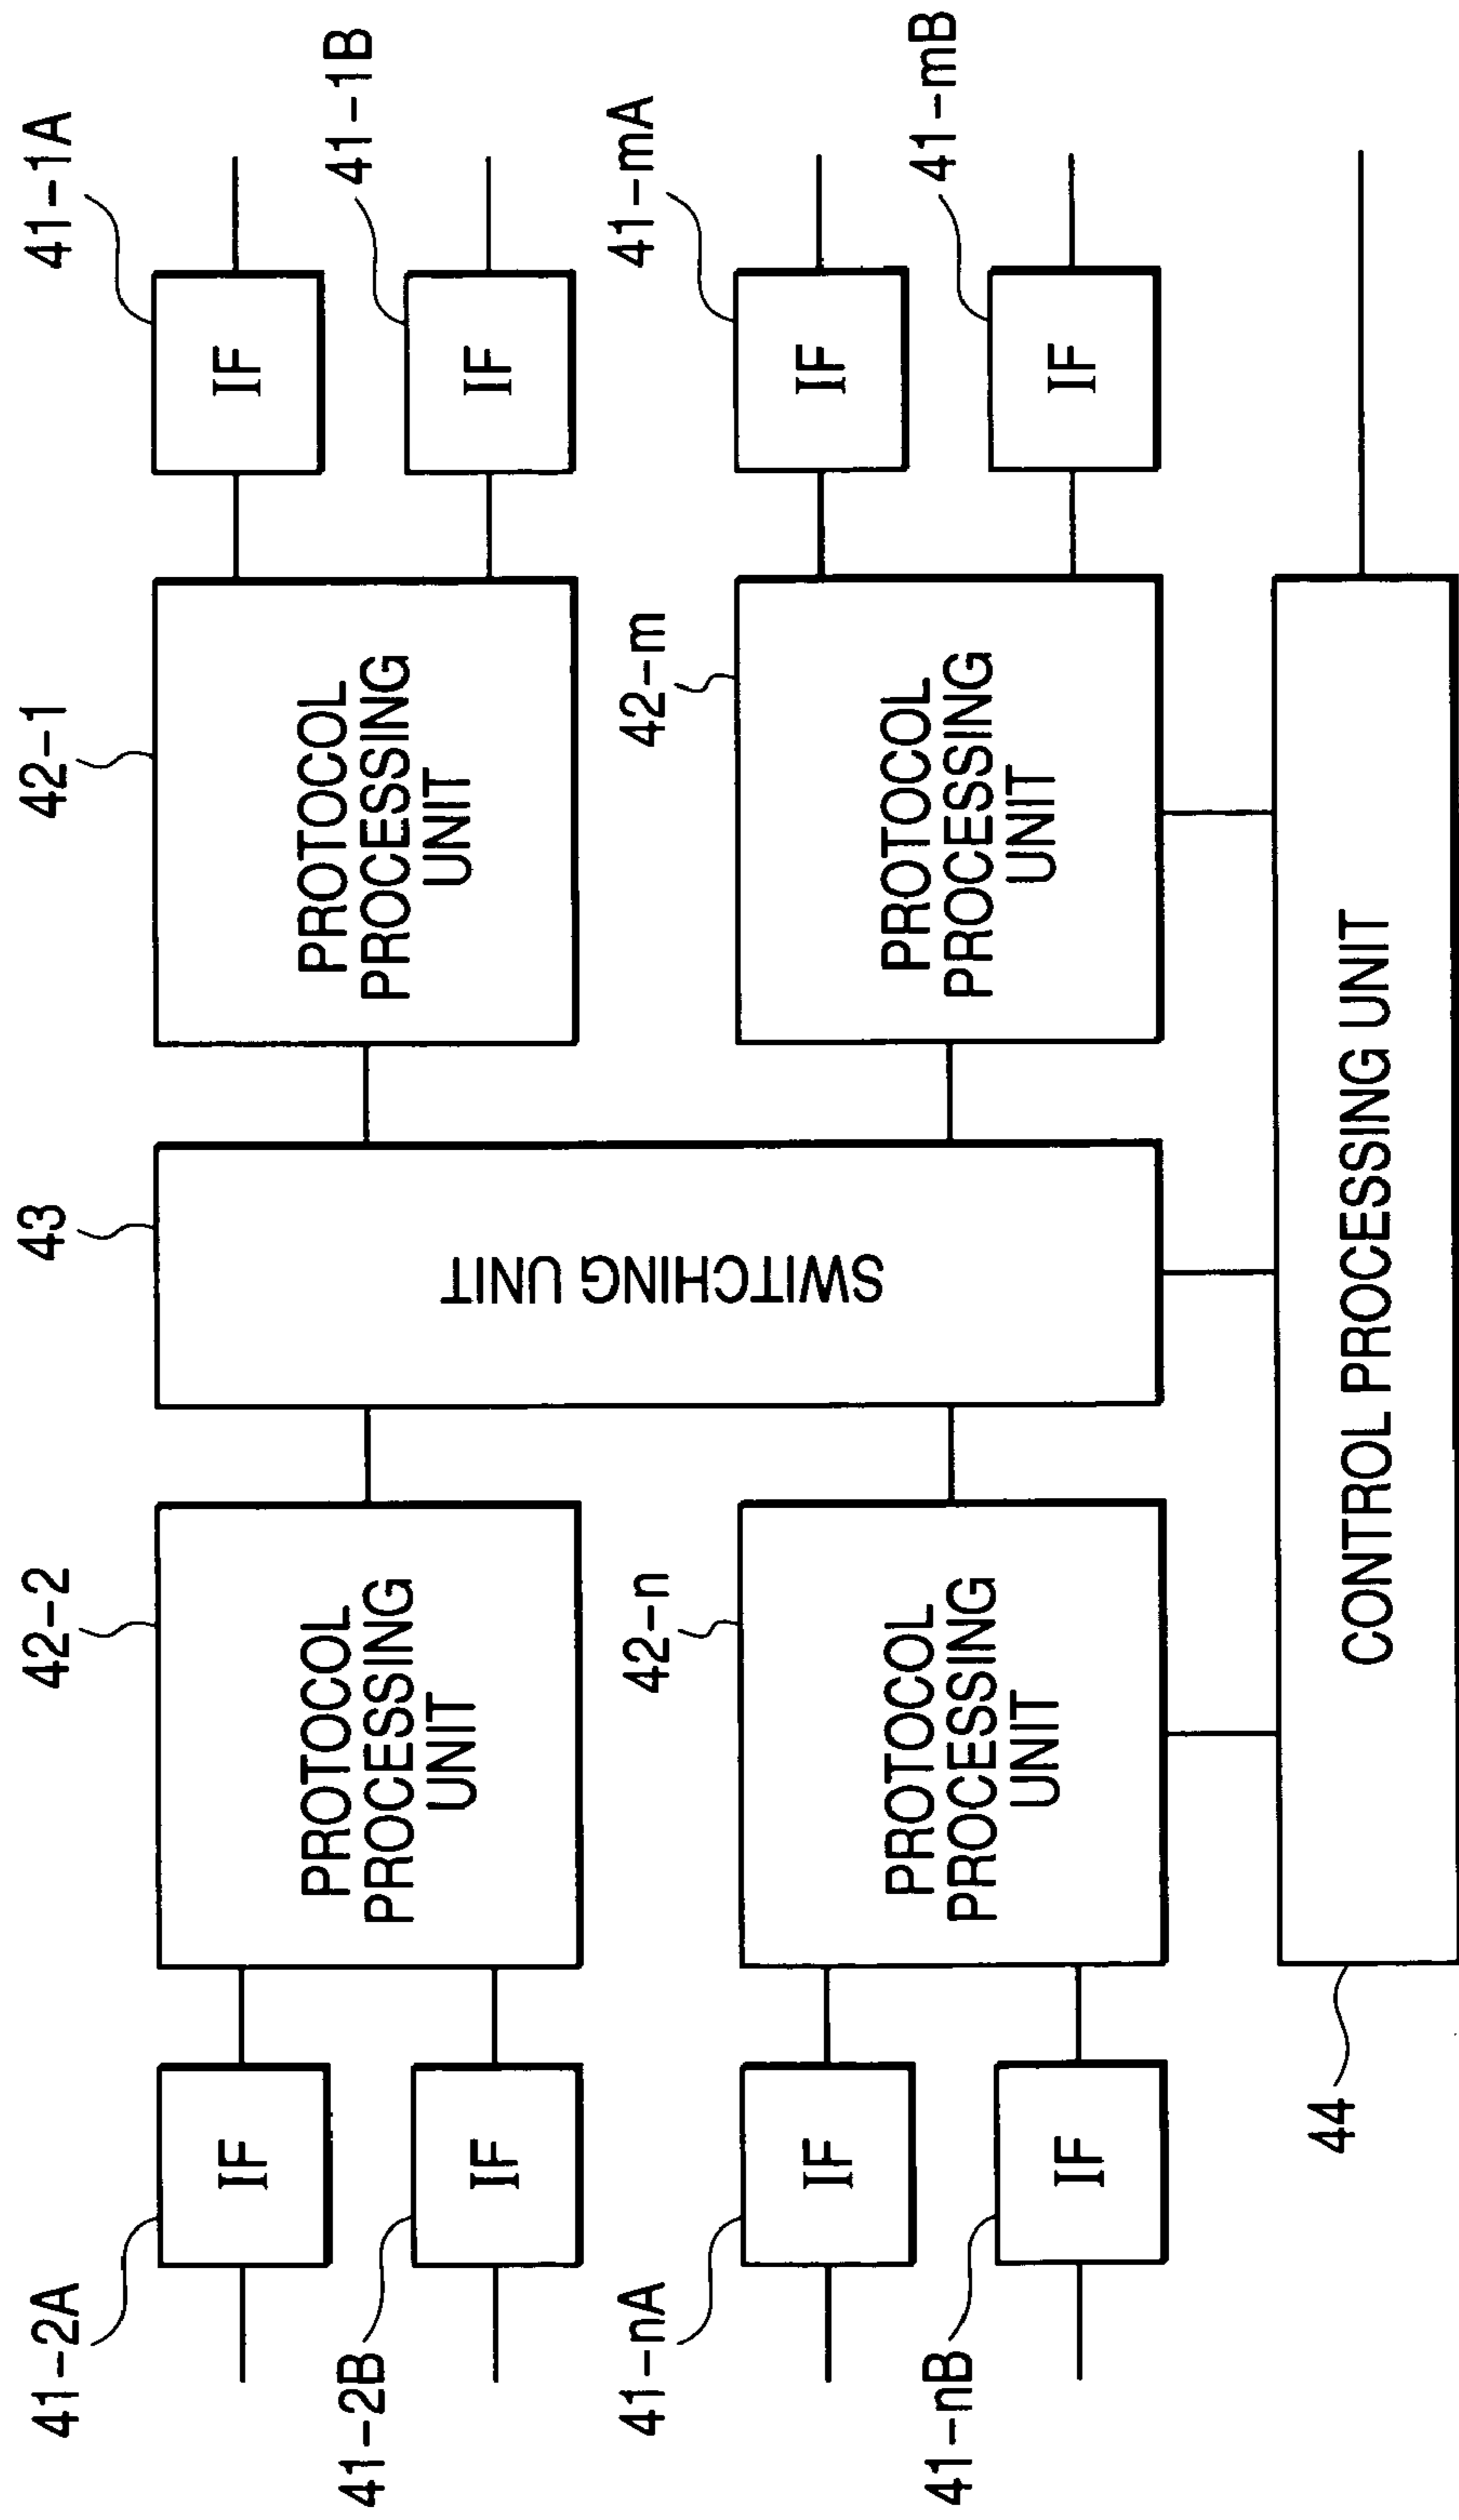 41-2A
IF
41-2B
IF
42-2
PROTOCOL
PROCESSING
UNIT
43
SWITCHING UNIT
42-1
PROTOCOL
PROCESSING
UNIT
41-1A
IF
41-1B
IF
41-nA
IF
41-nB
IF
42-n
PROTOCOL
PROCESSING
UNIT
42-m
PROTOCOL
PROCESSING
UNIT
41-mA
IF
41-mB
IF
44
CONTROL PROCESSING UNIT